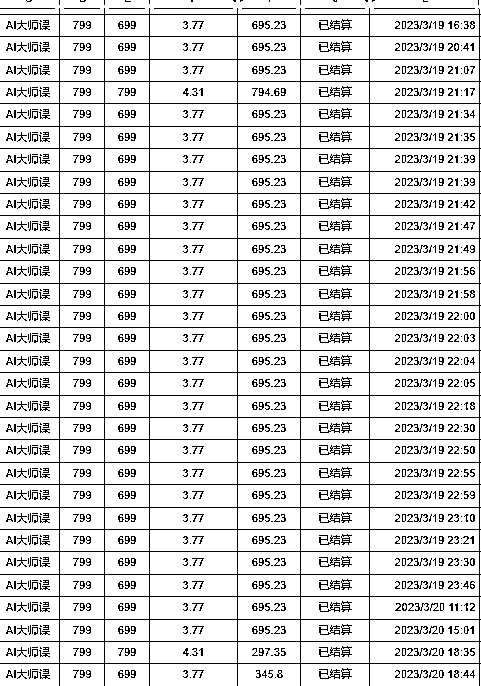 AI大师课 799 699 3.77 695.23 已结算 2023/3/19 16:38
AI大师课 799 699 3.77 695.23 已结算 2023/3/19 20:41
AI大师课 799 699 3.77 695.23 已结算 2023/3/19 21:07
AI大师课 799 799 4.31 794.69 已结算 2023/3/19 21:17
AI大师课 799 699 3.77 695.23 已结算 2023/3/19 21:34
AI大师课 799 699 3.77 695.23 已结算 2023/3/19 21:35
AI大师课 799 699 3.77 695.23 已结算 2023/3/19 21:39
AI大师课 799 699 3.77 695.23 已结算 2023/3/19 21:39
AI大师课 799 699 3.77 695.23 已结算 2023/3/19 21:42
AI大师课 799 699 3.77 695.23 已结算 2023/3/19 21:47
AI大师课 799 699 3.77 695.23 已结算 2023/3/19 21:49
AI大师课 799 699 3.77 695.23 已结算 2023/3/19 21:56
AI大师课 799 699 3.77 695.23 已结算 2023/3/19 21:58
AI大师课 799 699 3.77 695.23 已结算 2023/3/19 22:00
AI大师课 799 699 3.77 695.23 已结算 2023/3/19 22:03
AI大师课 799 699 3.77 695.23 已结算 2023/3/19 22:04
AI大师课 799 699 3.77 695.23 已结算 2023/3/19 22:05
AI大师课 799 699 3.77 695.23 已结算 2023/3/19 22:18
AI大师课 799 699 3.77 695.23 已结算 2023/3/19 22:30
AI大师课 799 699 3.77 695.23 已结算 2023/3/19 22:50
AI大师课 799 699 3.77 695.23 已结算 2023/3/19 22:55
AI大师课 799 699 3.77 695.23 已结算 2023/3/19 22:59
AI大师课 799 699 3.77 695.23 已结算 2023/3/19 23:10
AI大师课 799 699 3.77 695.23 已结算 2023/3/19 23:21
AI大师课 799 699 3.77 695.23 已结算 2023/3/19 23:30
AI大师课 799 699 3.77 695.23 已结算 2023/3/19 23:46
AI大师课 799 699 3.77 695.23 已结算 2023/3/20 11:12
AI大师课 799 699 3.77 695.23 已结算 2023/3/20 15:01
AI大师课 799 799 4.31 297.35 已结算 2023/3/20 18:35
AI大师课 799 699 3.77 345.8 已结算 2023/3/20 18:44